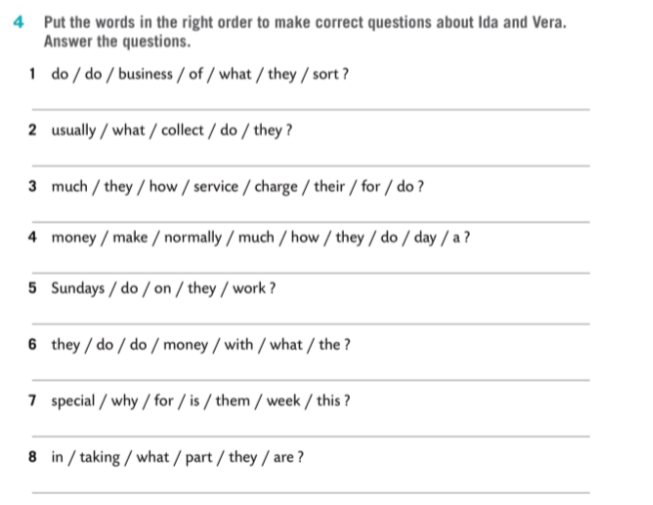 4 Put the words in the right order to make correct questions about Ida and Vera.
Answer the questions.
1 do / do / business / of / what / they / sort ?
2 usually / what / collect / do / they ?
3 much / they / how / service / charge / their / for / do ?
4 money / make / normally / much / how / they / do / day / a ?
5 Sundays / do / on / they / work ?
6 they / do / do / money / with / what / the ?
7 special / why / for / is / them / week / this ?
8 in / taking / what / part / they / are ?